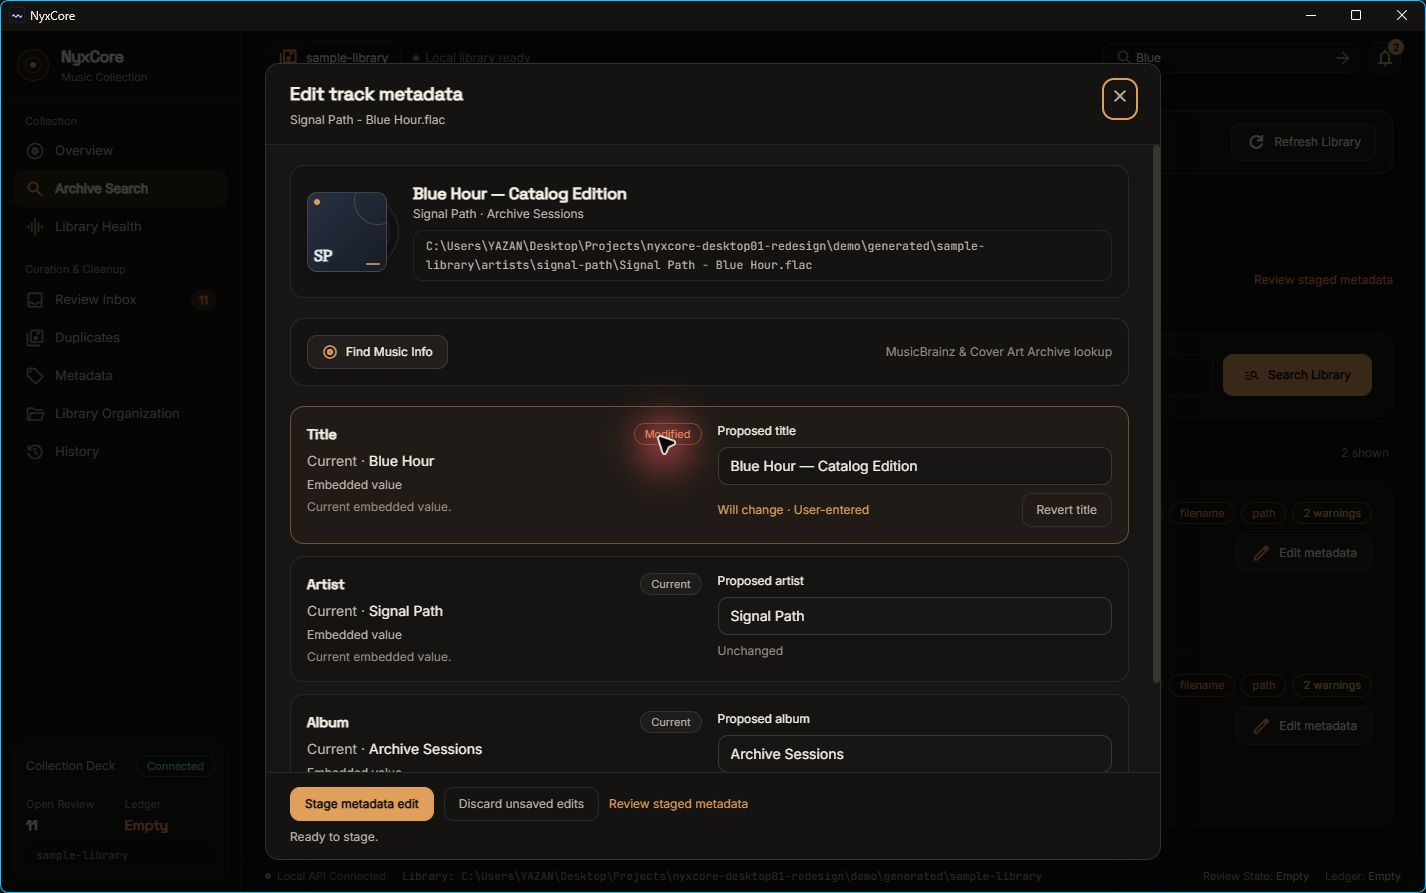 NyxCore
NyxCore
Music Collection
sample-library
Local library ready
Blue
2
Collection
Overview
Archive Search
Library Health
Curation & Cleanup
Review Inbox
11
Duplicates
Metadata
Library Organization
History
Collection Deck
Connected
Open Review
Ledger
11
Empty
sample-library
Edit track metadata
Signal Path - Blue Hour.flac
SP
Blue Hour — Catalog Edition
Signal Path · Archive Sessions
C:\Users\YAZAN\Desktop\Projects\nyxcore-desktop01-redesign\demo\generated\sample-
library\artists\signal-path\Signal Path - Blue Hour.flac
Find Music Info
MusicBrainz & Cover Art Archive lookup
Title
Modified
Current · Blue Hour
Embedded value
Current embedded value.
Proposed title
Blue Hour — Catalog Edition
Will change · User-entered
Revert title
Artist
Current
Current · Signal Path
Embedded value
Current embedded value.
Proposed artist
Signal Path
Unchanged
Album
Current
Current · Archive Sessions
Embedded value
Proposed album
Archive Sessions
Stage metadata edit
Discard unsaved edits
Review staged metadata
Ready to stage.
Refresh Library
Review staged metadata
Search Library
2 shown
filename
path
2 warnings
Edit metadata
filename
path
2 warnings
Edit metadata
Local API Connected
Library: C:\Users\YAZAN\Desktop\Projects\nyxcore-desktop01-redesign\demo\generated\sample-library
Review State: Empty
Ledger: Empty